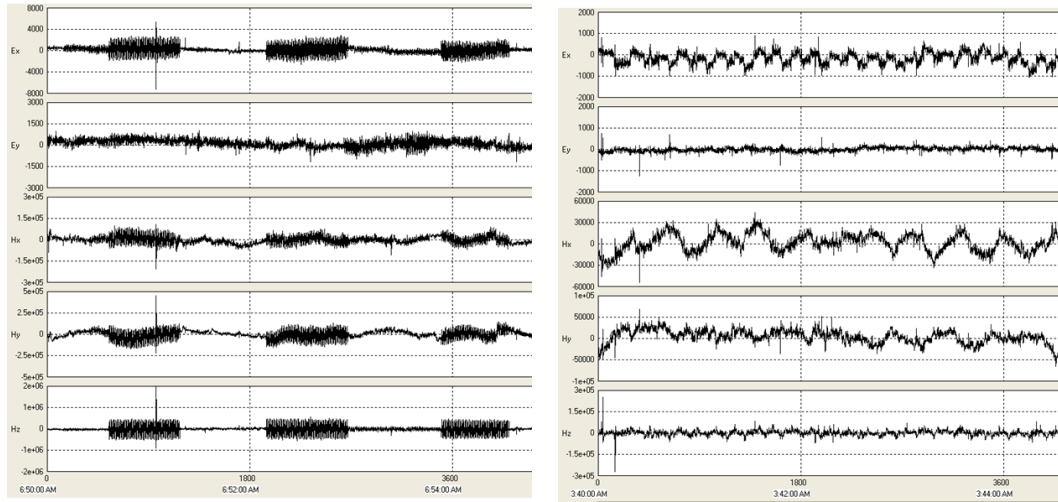 8000
4000
Ex 0
-4000
-8000
3000
1500
Ey 0
-1500
-3000
3e+05
1.5e+05
Hx 0
-1.5e+05
-3e+05
5e+05
2.5e+05
Hy 0
-2.5e+05
-5e+05
2e+06
1e+06
Hz 0
-1e+06
-2e+06
0 1800 3600
6:50:00 AM 6:52:00 AM 6:54:00 AM
2000
1000
Ex 0
-1000
-2000
2000
1000
Ey 0
-1000
-2000
60000
30000
Hx 0
-30000
-60000
1e+05
50000
Hy 0
-50000
-1e+05
3e+05
1.5e+05
Hz 0
-1.5e+05
-3e+05
0 1800 3600
3:40:00 AM 3:42:00 AM 3:44:00 AM